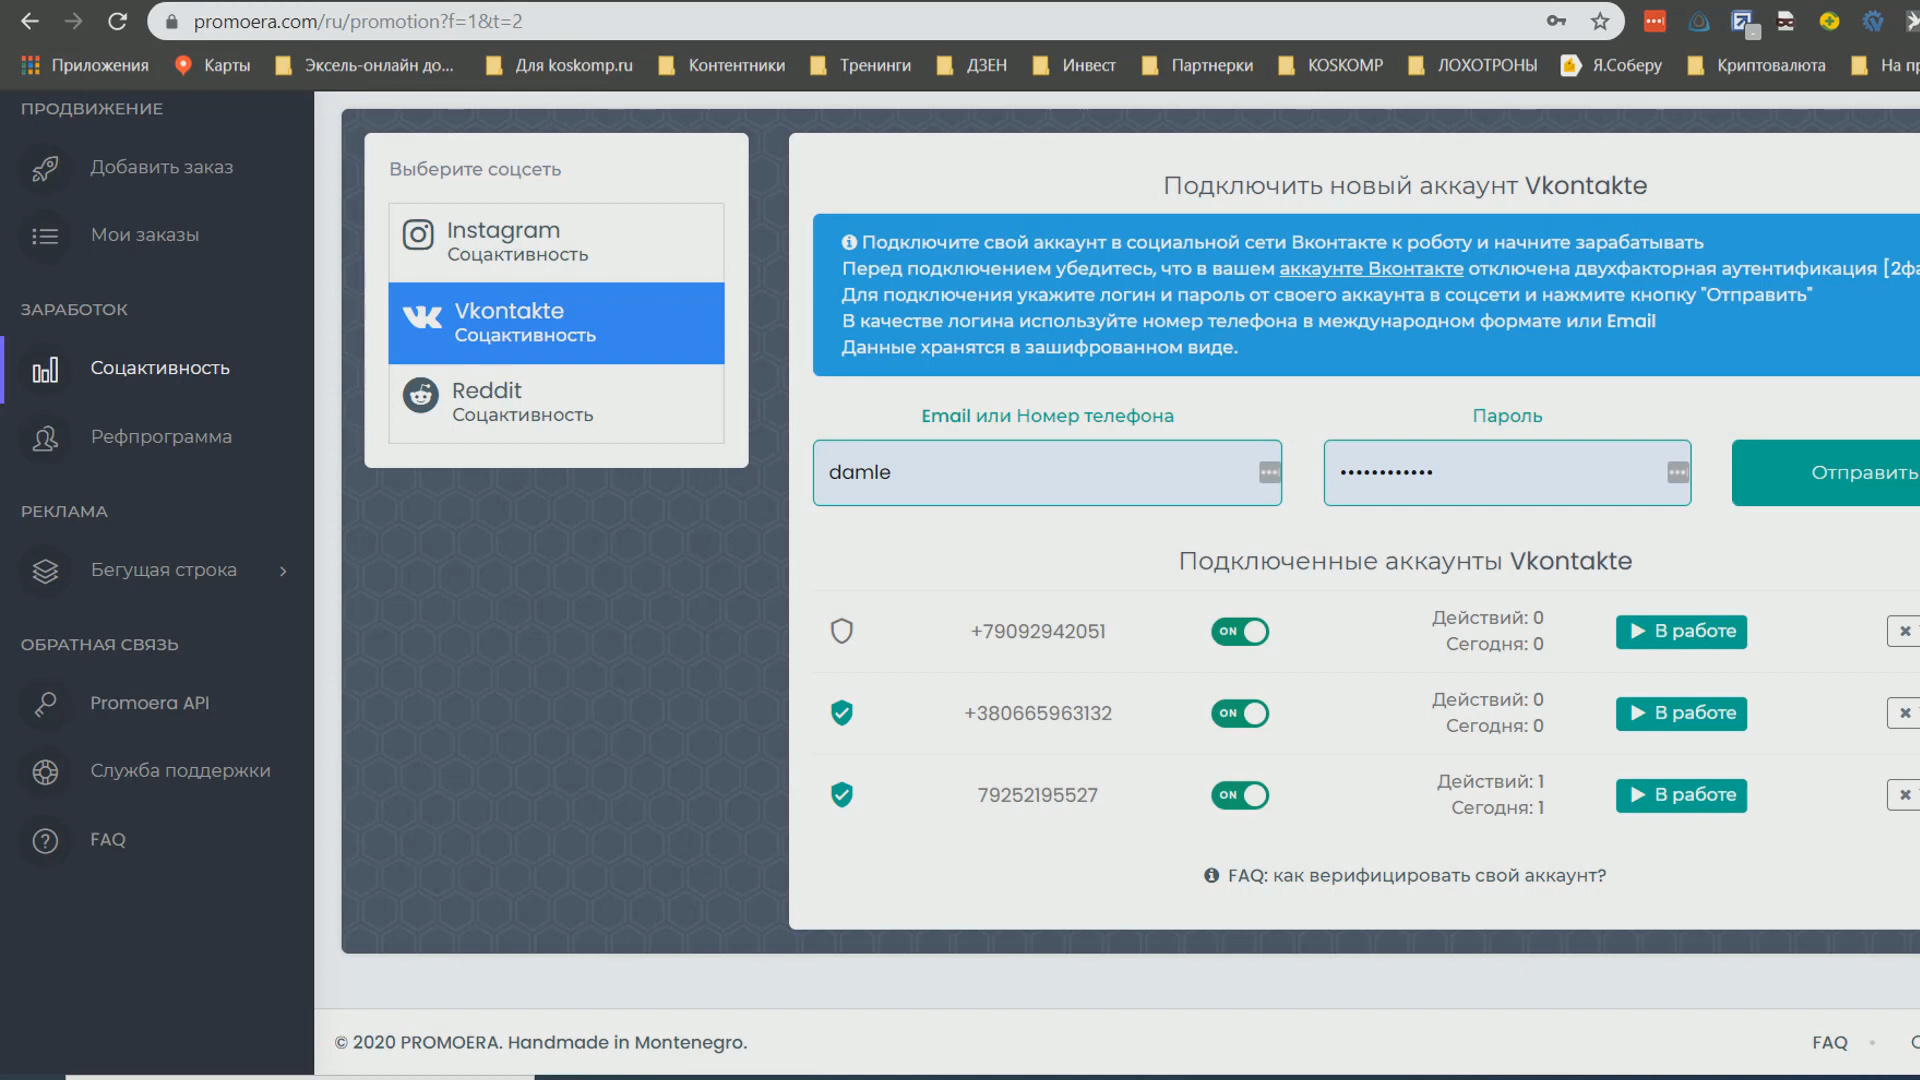 promoera.com/ru/promotion?f=1&t=2
Приложения
Карты
Эксель-онлайн до...
Для koskomp.ru
Контентники
Тренинги
ДЗЕН
Инвест
Партнерки
KOSKOMP
ЛОХОТРОНЫ
Я.Соберу
Криптовалюта
На п
ПРОДВИЖЕНИЕ
Добавить заказ
Мои заказы
ЗАРАБОТОК
Соцактивность
Рефпрограмма
РЕКЛАМА
Бегущая строка
ОБРАТНАЯ СВЯЗЬ
Promoera API
Служба поддержки
FAQ
Выберите соцсеть
Instagram
Соцактивность
Vkontakte
Соцактивность
Reddit
Соцактивность
Подключить новый аккаунт Vkontakte
Подключите свой аккаунт в социальной сети Вконтакте к роботу и начните зарабатывать
Перед подключением убедитесь, что в вашем аккаунте Вконтакте отключена двухфакторная аутентификация [2фа
Для подключения укажите логин и пароль от своего аккаунта в соцсети и нажмите кнопку "Отправить"
В качестве логина используйте номер телефона в международном формате или Email
Данные хранятся в зашифрованном виде.
Email или Номер телефона
Пароль
damle
••••••••••••
Отправить
Подключенные аккаунты Vkontakte
+79092942051
ON
Действий: 0
Сегодня: 0
В работе
+380665963132
ON
Действий: 0
Сегодня: 0
В работе
79252195527
ON
Действий: 1
Сегодня: 1
В работе
FAQ: как верифицировать свой аккаунт?
© 2020 PROMOERA. Handmade in Montenegro.
FAQ